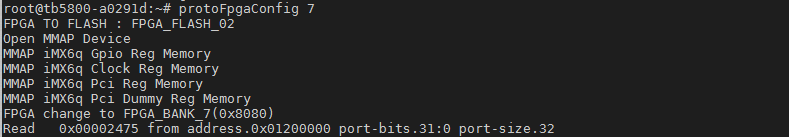 root@tb5800-a0291d:~# protoFpgaConfig 7
FPGA TO FLASH : FPGA_FLASH_02
Open MMAP Device
MMAP iMX6q Gpio Reg Memory
MMAP iMX6q Clock Reg Memory
MMAP iMX6q Pci Reg Memory
MMAP iMX6q Pci Dummy Reg Memory
FPGA change to FPGA_BANK_7(0x8080)
Read   0x00002475 from address.0x01200000 port-bits.31:0 port-size.32